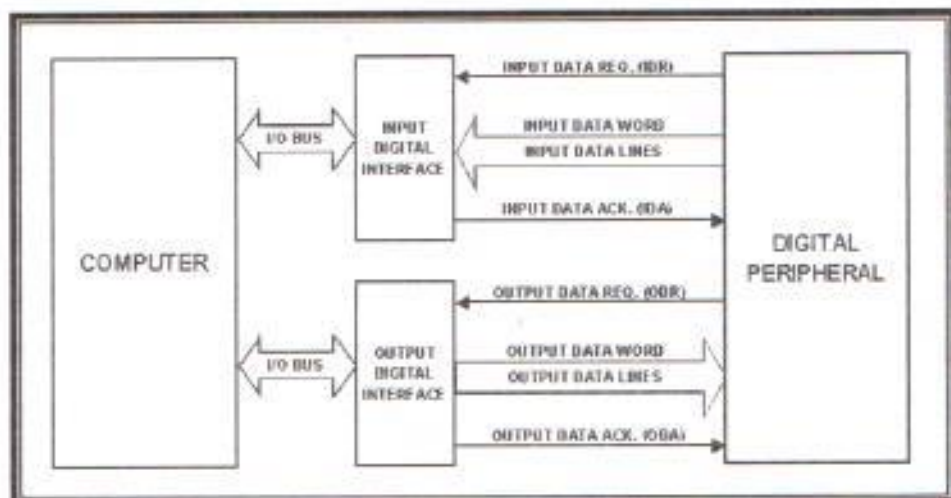 COMPUTER
I/O BUS
INPUT
DIGITAL
INTERFACE
INPUT DATA REQ. (IDR)
INPUT DATA WORD
INPUT DATA LINES
INPUT DATA ACK. (IDA)
DIGITAL
PERIPHERAL
I/O BUS
OUTPUT
DIGITAL
INTERFACE
OUTPUT DATA REQ. (ODR)
OUTPUT DATA WORD
OUTPUT DATA LINES
OUTPUT DATA ACK. (ODA)